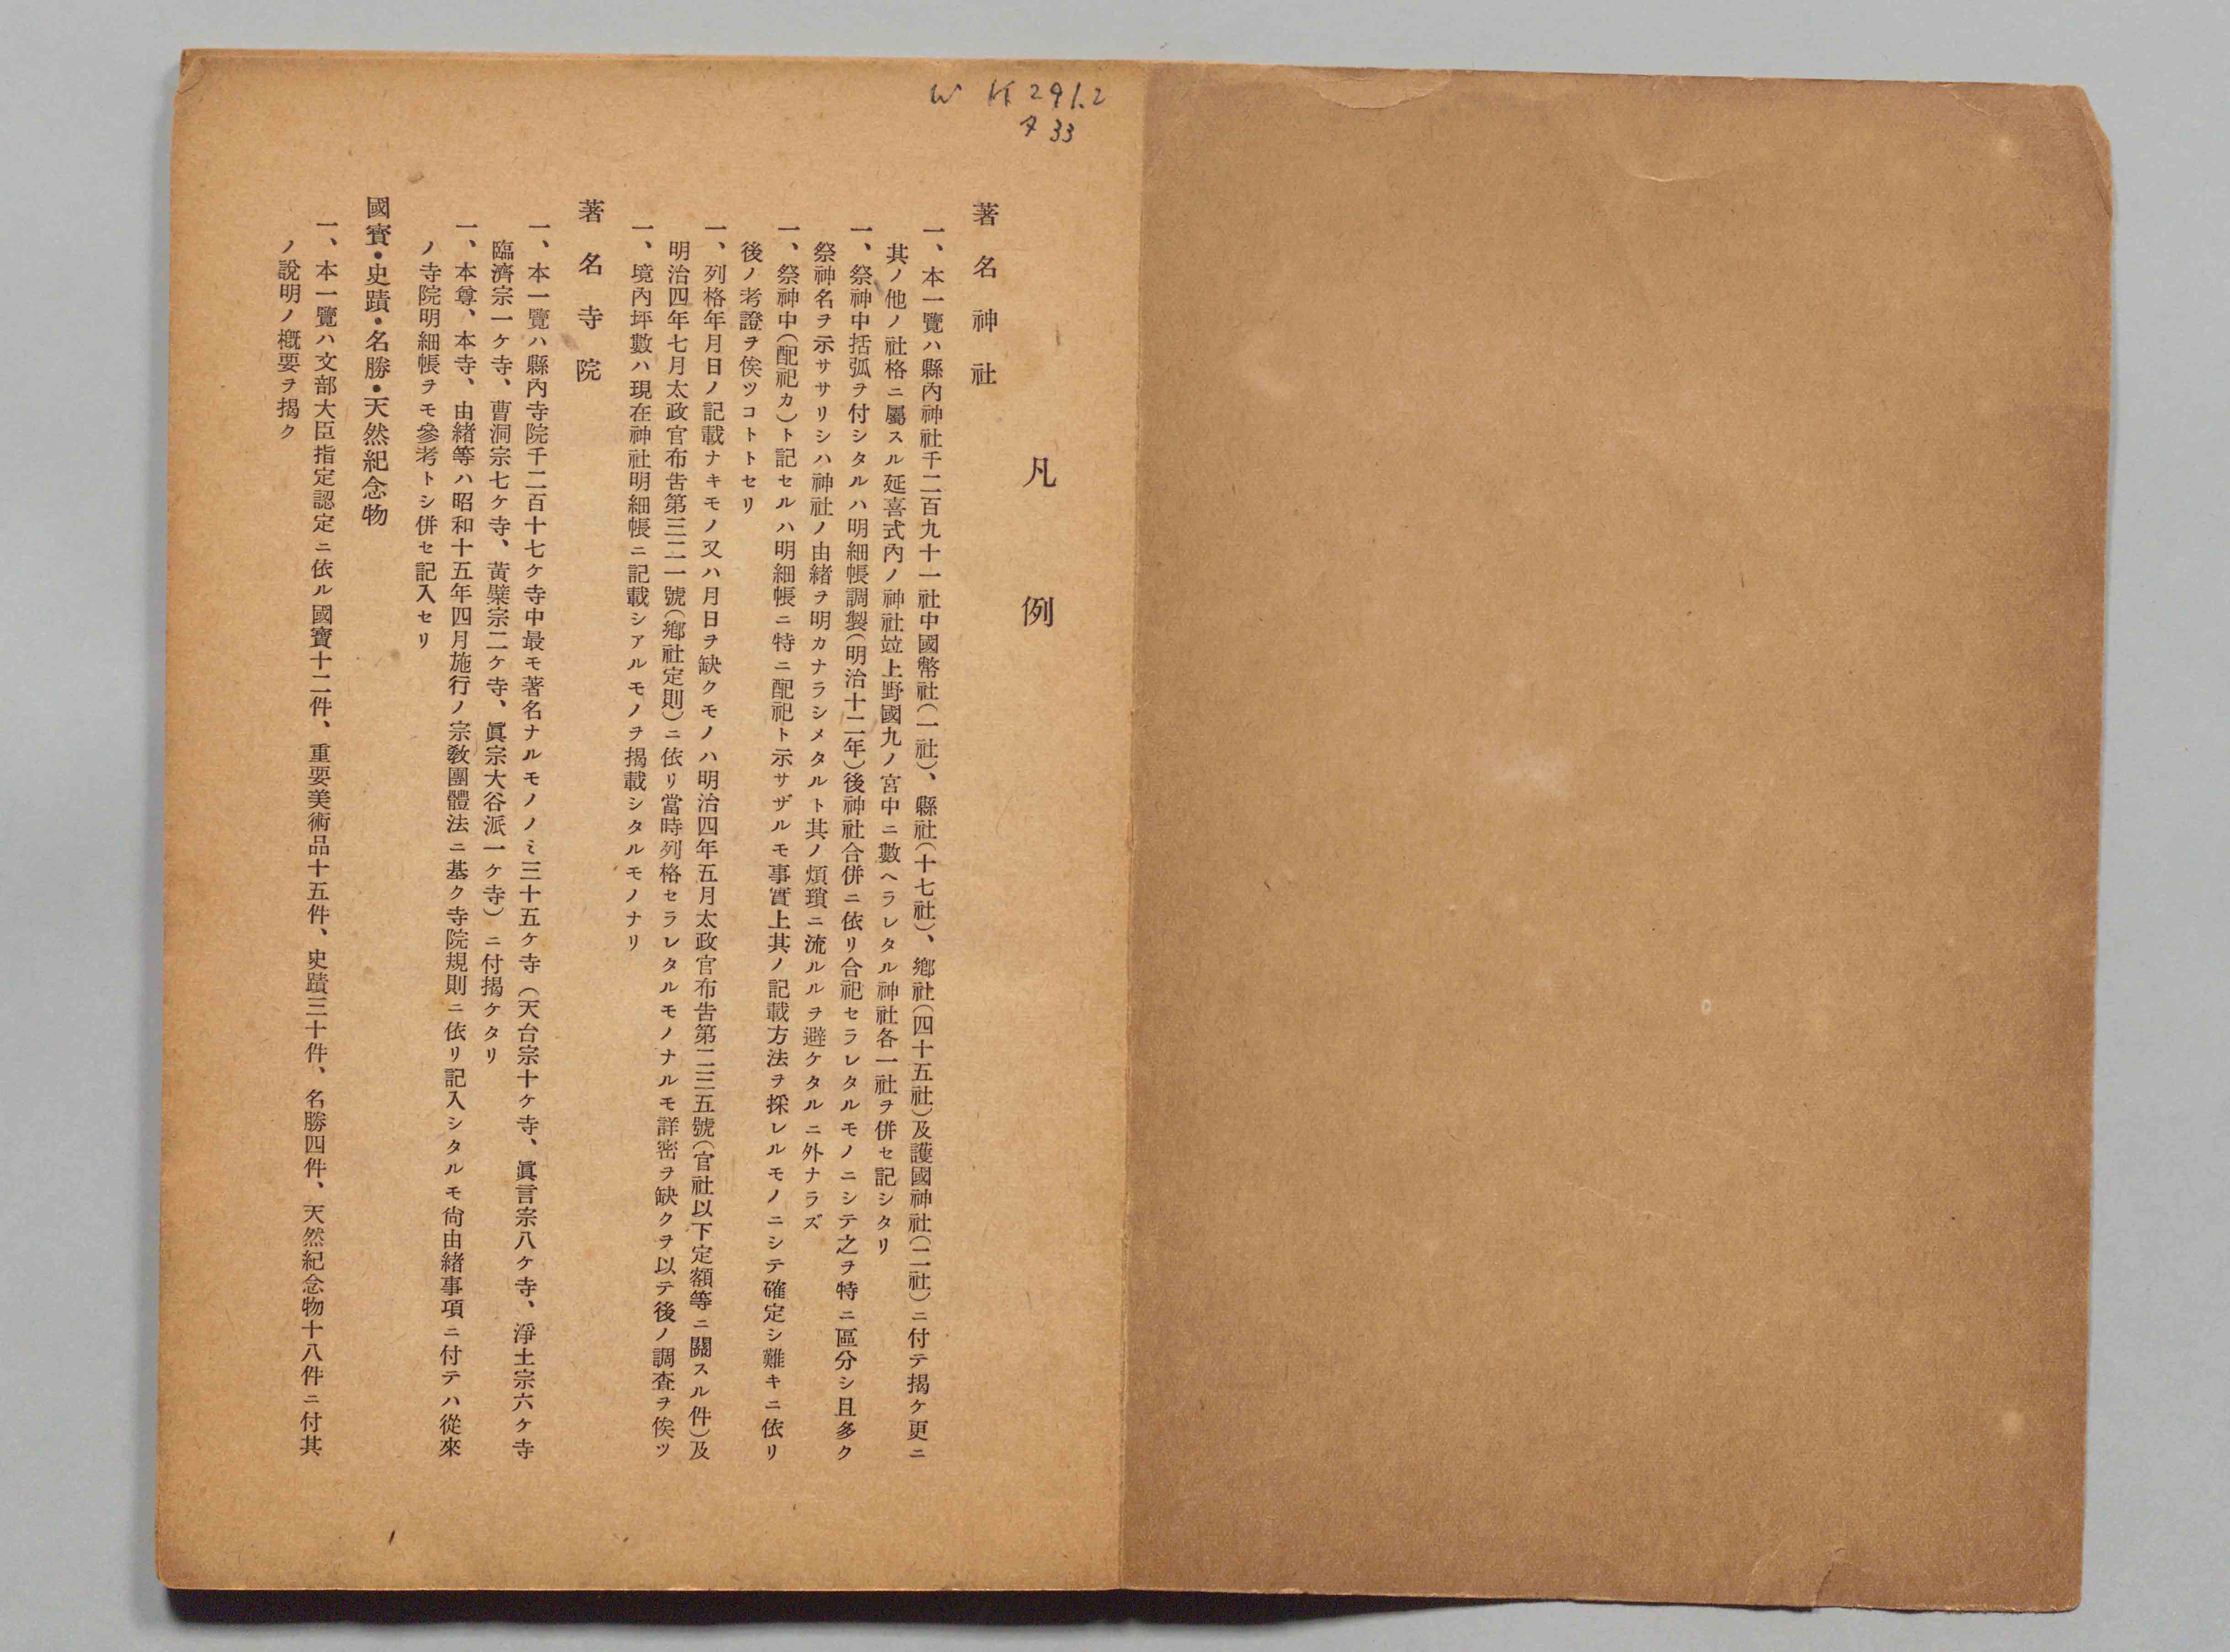 W K 291.2
タ 33
凡例
著名神社
一、本一覽ハ縣內神社千二百九十一社中國幣社(一社)、縣社(十七社)、鄕社(四十五社)及護國神社(二社)ニ付テ揭ケ更ニ
其ノ他ノ社格ニ屬スル延喜式內ノ神社竝上野國九ノ宮中ニ數ヘラレタル神社各一社ヲ併セ記シタリ
一、祭神中括弧ヲ付シタルハ明細帳調製(明治十二年)後神社合併ニ依リ合祀セラレタルモノニシテ之ヲ特ニ區分シ且多ク
祭神名ヲ示ササリシハ神社ノ由緖ヲ明カナラシメタルト其ノ煩瑣ニ流ルルヲ避ケタルニ外ナラズ
一、祭神中(配祀カ)ト記セルハ明細帳ニ特ニ配祀ト示サザルモ事實上其ノ記載方法ヲ採レルモノニシテ確定シ難キニ依リ
後ノ考證ヲ俟ツコトトセリ
一、列格年月日ノ記載ナキモノ又ハ月日ヲ缺クモノハ明治四年五月太政官布吿第二三五號(官社以下定額等ニ關スル件)及
明治四年七月太政官布吿第三二一號(鄕社定則)ニ依リ當時列格セラレタルモノナルモ詳密ヲ缺クヲ以テ後ノ調査ヲ俟ツ
一、境內坪數ハ現在神社明細帳ニ記載シアルモノヲ揭載シタルモノナリ
著名寺院
一、本一覽ハ縣內寺院千二百十七ケ寺中最モ著名ナルモノノミ三十五ケ寺(天台宗十ケ寺、眞言宗八ケ寺、淨土宗六ケ寺
臨濟宗一ケ寺、曹洞宗七ケ寺、黃檗宗二ケ寺、眞宗大谷派一ケ寺)ニ付揭ケタリ
一、本尊、本寺、由緖等ハ昭和十五年四月施行ノ宗敎團體法ニ基ク寺院規則ニ依リ記入シタルモ尙由緖事項ニ付テハ從來
ノ寺院明細帳ヲモ參考トシ併セ記入セリ
國寶・史蹟・名勝・天然紀念物
一、本一覽ハ文部大臣指定認定ニ依ル國寶十二件、重要美術品十五件、史蹟三十件、名勝四件、天然紀念物十八件ニ付其
ノ說明ノ槪要ヲ揭ク